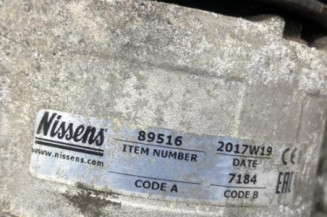 Nissens
www.nissens.com
89516
ITEM NUMBER
2017W19
DATE
CODE A
7184
CODE B
CE
EAC